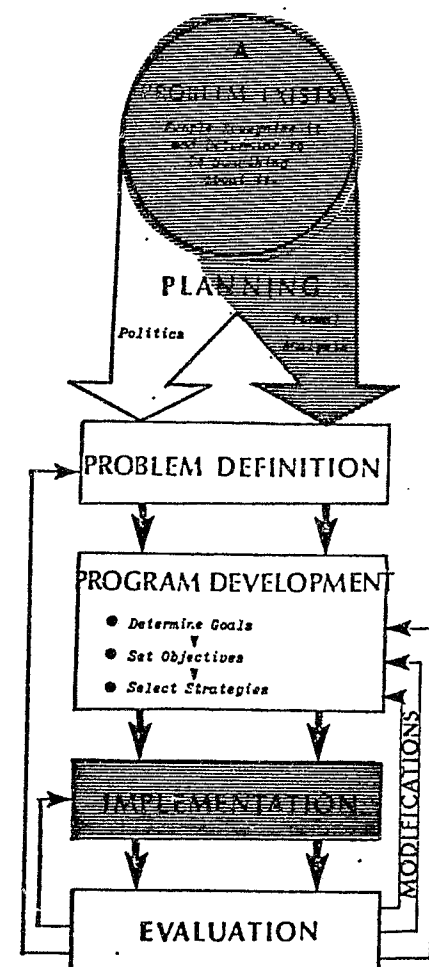 A
PROBLEM EXISTS
People Recognize it
and Determine to
Do Something
About it.
PLANNING
Politics
Formal
Analysis
PROBLEM DEFINITION
PROGRAM DEVELOPMENT
● Determine Goals
● Set Objectives
● Select Strategies
IMPLEMENTATION
MODIFICATIONS
EVALUATION